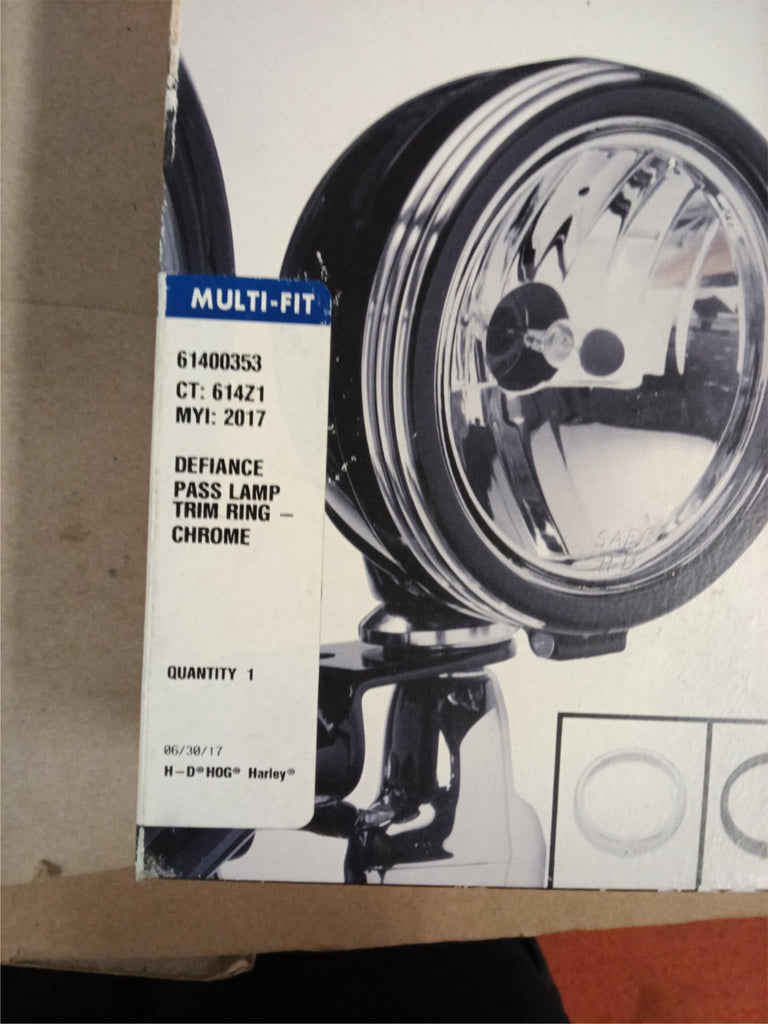 MULTI-FIT
61400353
CT: 614Z1
MYI: 2017
DEFIANCE
PASS LAMP
TRIM RING –
CHROME
QUANTITY 1
06/30/17
H–D® HOG® Harley®
SAE
H-D